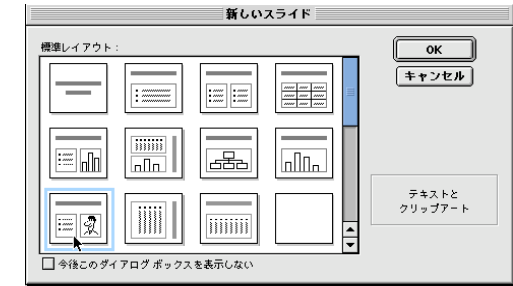 新しいスライド
標準レイアウト：
OK
キャンセル
テキストと
クリップアート
今後このダイアログ ボックスを表示しない